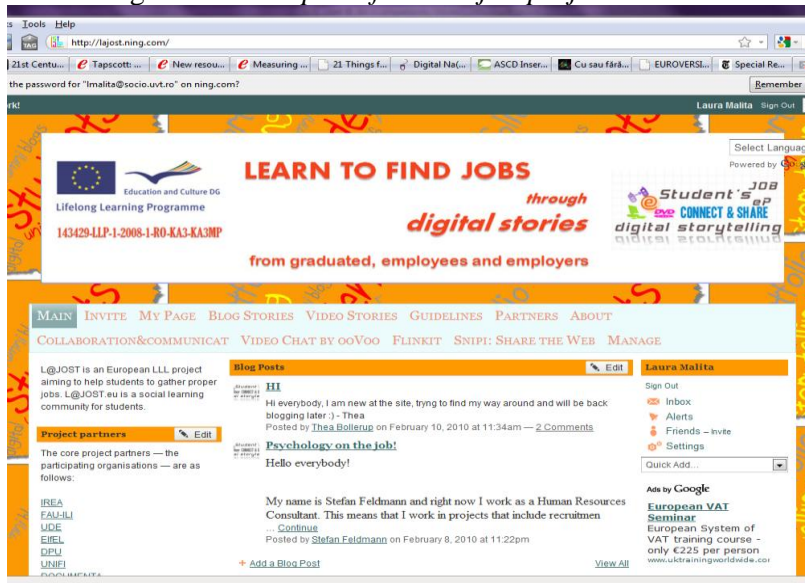 Tools Help
TAG
http://lajost.ning.com/
21st Centu... Tapscott: ... New resou... Measuring ... 21 Things f... Digital Na(... ASCD Inser... Cu sau fără... EUROVERSI... Special Re...
the password for "lmalita@socio.uvt.ro" on ning.com?
Remember
rk!
Laura Malita Sign Out
Select Languag
Powered by
Education and Culture DG
Lifelong Learning Programme
143429-LLP-1-2008-1-RO-KA3-KA3MP
LEARN TO FIND JOBS
through
digital stories
from graduated, employees and employers
Student's JOB
eP
CONNECT & SHARE
digital storytelling
MAIN INVITE MY PAGE BLOG STORIES VIDEO STORIES GUIDELINES PARTNERS ABOUT
COLLABORATION&COMMUNICAT VIDEO CHAT BY OOVOO FLINKIT SNIPI: SHARE THE WEB MANAGE
L@JOST is an European LLL project
aiming to help students to gather proper
jobs. L@JOST.eu is a social learning
community for students.
Project partners
Edit
The core project partners — the
participating organisations — are as
follows:
IREA
FAU-ILI
UDE
EIfEL
DPU
UNIFI
DOCUMENTA
Blog Posts
Edit
HI
Hi everybody, I am new at the site, tryng to find my way around and will be back
blogging later :) - Thea
Posted by Thea Bollerup on February 10, 2010 at 11:34am — 2 Comments
Psychology on the job!
Hello everybody!
My name is Stefan Feldmann and right now I work as a Human Resources
Consultant. This means that I work in projects that include recruitmen
... Continue
Posted by Stefan Feldmann on February 8, 2010 at 11:22pm
+ Add a Blog Post
View All
Laura Malita
Sign Out
Inbox
Alerts
Friends – Invite
Settings
Quick Add...
Ads by Google
European VAT
Seminar
European System of
VAT training course -
only €225 per person
www.uktrainingworldwide.cor